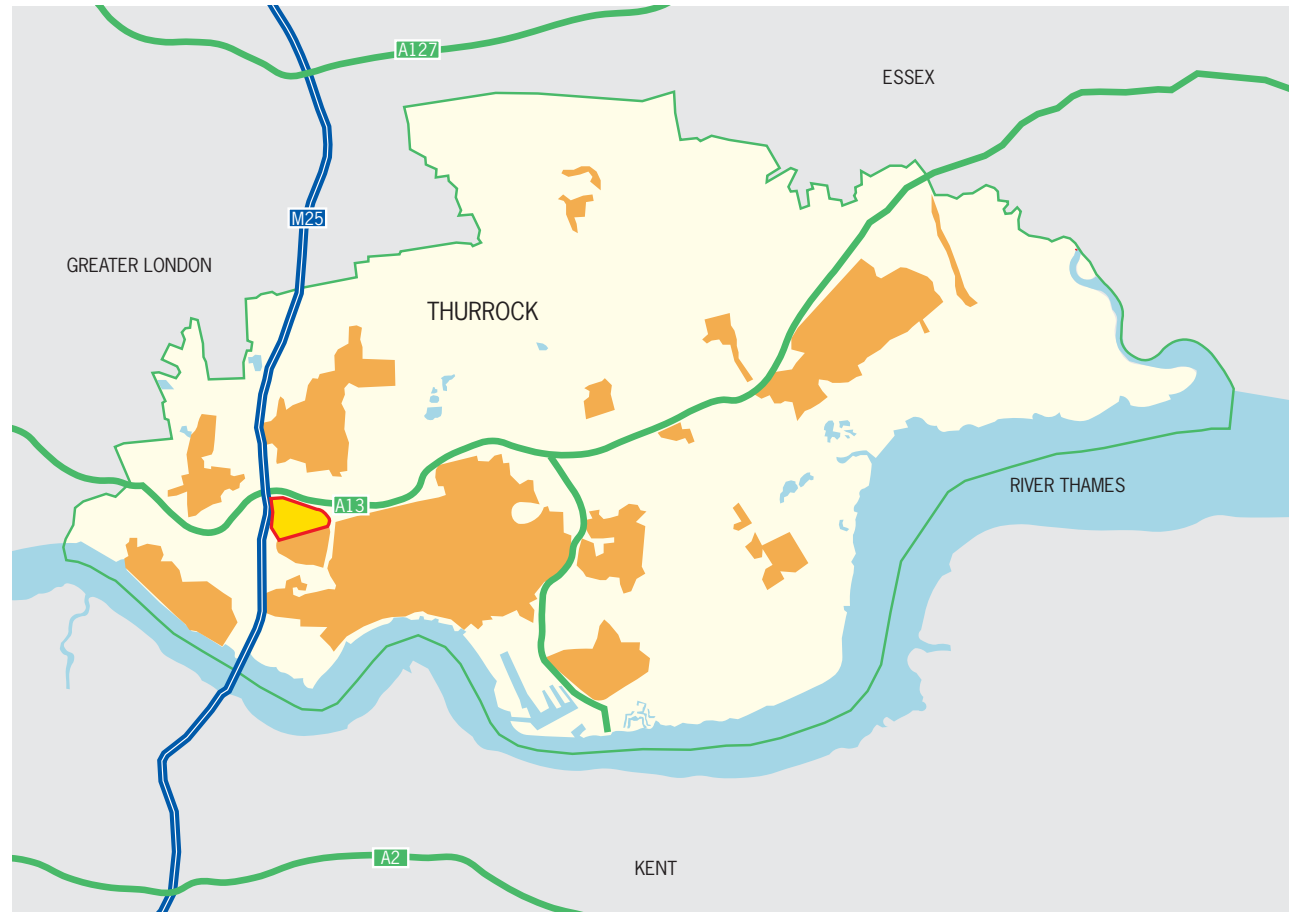 A127
ESSEX
M25
GREATER LONDON
THURROCK
RIVER THAMES
A13
A2
KENT